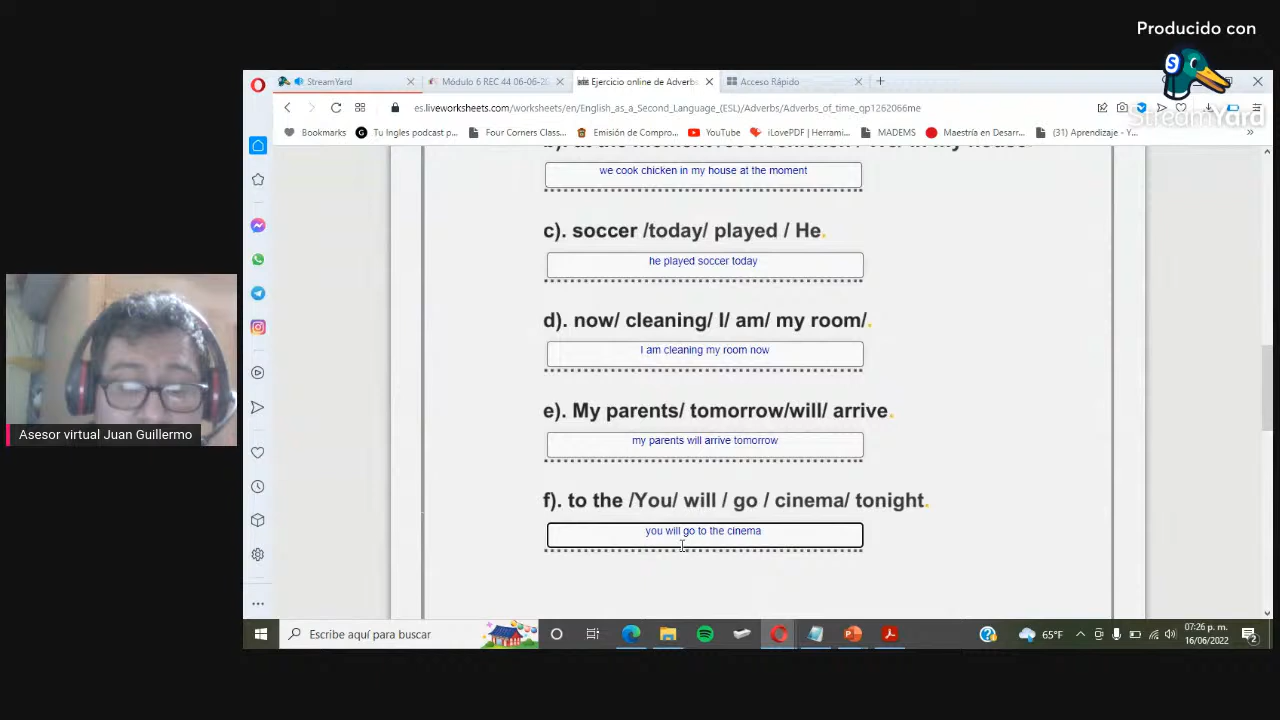 Producido con
StreamYard
StreamYard
Módulo 6 REC 44 06-06-20
Ejercicio online de Adverbs
Acceso Rápido
es.liveworksheets.com/worksheets/en/English_as_a_Second_Language_(ESL)/Adverbs/Adverbs_of_time_qp1262066me
Bookmarks
Tu Ingles podcast p...
Four Corners Class...
Emisión de Compro...
YouTube
iLovePDF | Herrami...
MADEMS
Maestría en Desarr...
(31) Aprendizaje - Y...
we cook chicken in my house at the moment
c). soccer /today/ played / He.
he played soccer today
d). now/ cleaning/ I/ am/ my room/.
I am cleaning my room now
e). My parents/ tomorrow/will/ arrive.
my parents will arrive tomorrow
f). to the /You/ will / go / cinema/ tonight.
you will go to the cinema
Asesor virtual Juan Guillermo
Escribe aquí para buscar
65°F
07:26 p. m.
16/06/2022